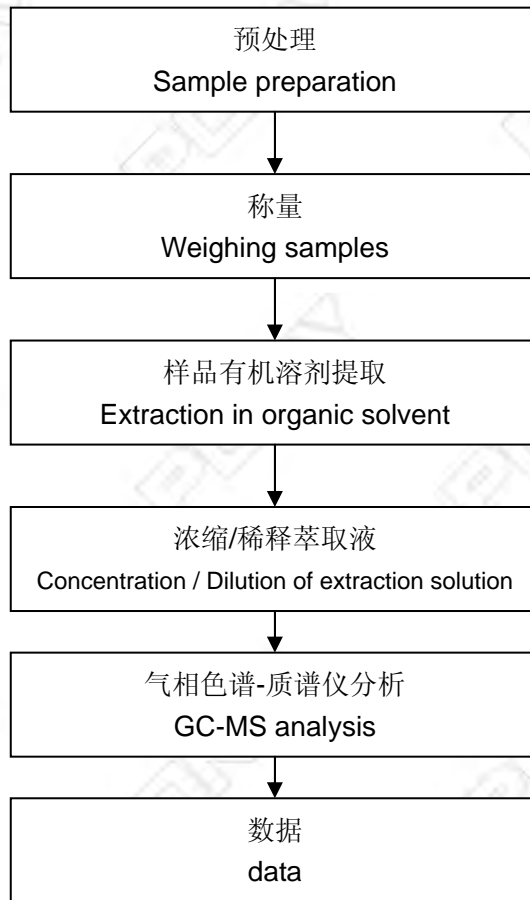 预处理
Sample preparation
称量
Weighing samples
样品有机溶剂提取
Extraction in organic solvent
浓缩/稀释萃取液
Concentration / Dilution of extraction solution
气相色谱-质谱仪分析
GC-MS analysis
数据
data